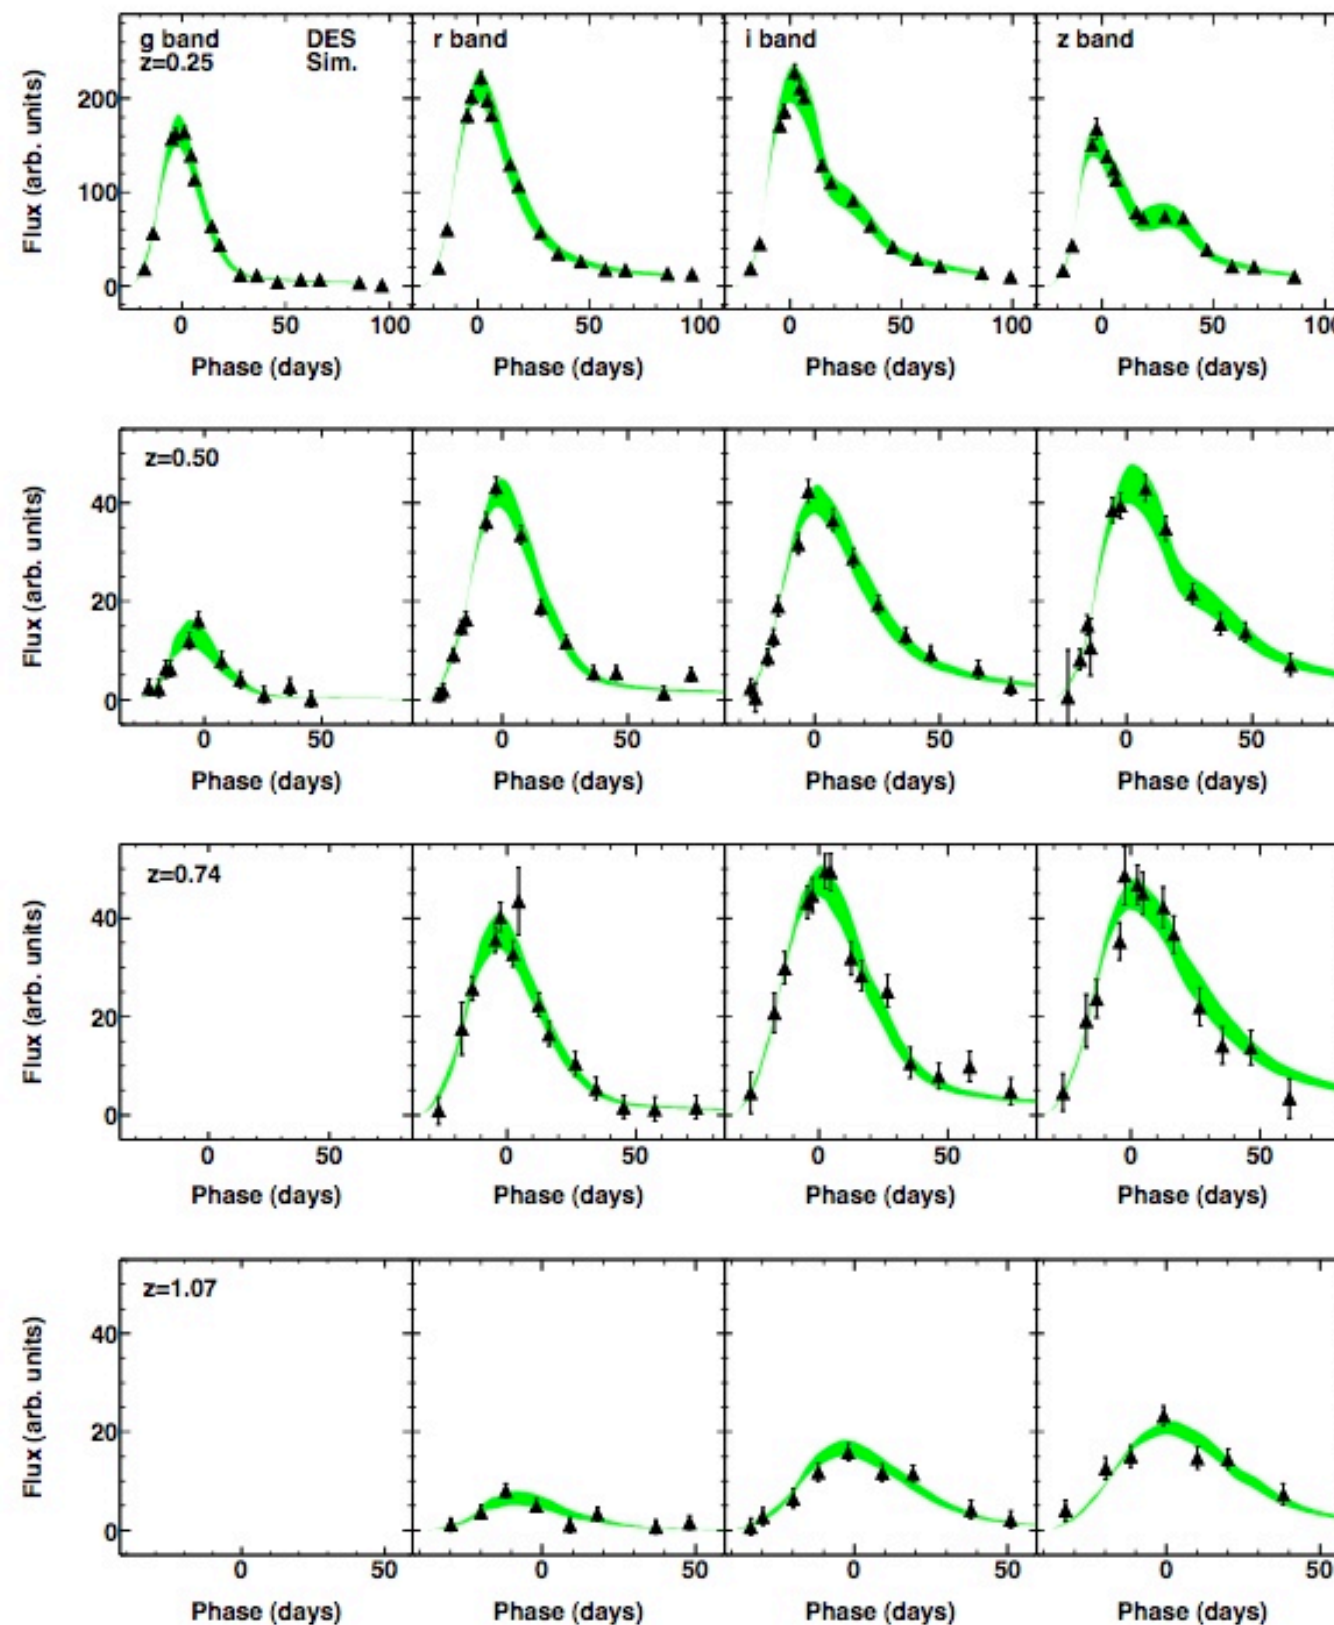 g band DES r band i band z band
z=0.25 Sim.
Flux (arb. units)
200
100
0
0 50 100 0 50 100 0 50 100 0 50 100
Phase (days) Phase (days) Phase (days) Phase (days)
z=0.50
Flux (arb. units)
40
20
0
0 50 0 50 0 50 0 50
Phase (days) Phase (days) Phase (days) Phase (days)
z=0.74
Flux (arb. units)
40
20
0
0 50 0 50 0 50 0 50
Phase (days) Phase (days) Phase (days) Phase (days)
z=1.07
Flux (arb. units)
40
20
0
0 50 0 50 0 50 0 50
Phase (days) Phase (days) Phase (days) Phase (days)